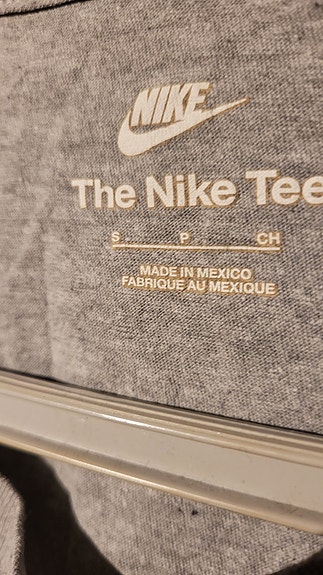 NIKE
The Nike Tee
S P CH
MADE IN MEXICO
FABRIQUE AU MEXIQUE